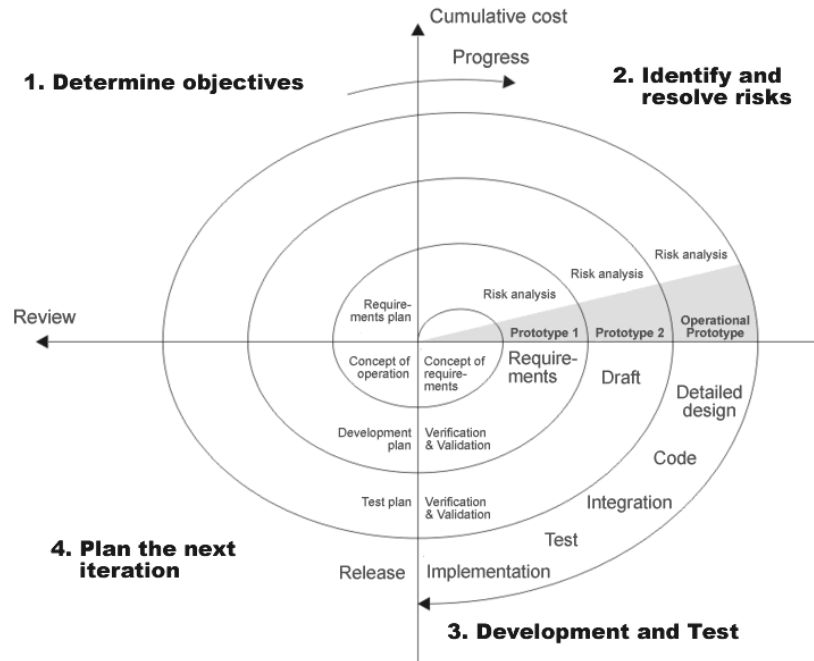 Cumulative cost
Progress
1. Determine objectives
2. Identify and
resolve risks
Risk analysis
Risk analysis
Risk analysis
Require-
ments plan
Review
Prototype 1
Prototype 2
Operational
Prototype
Concept of
operation
Concept of
require-
ments
Require-
ments
Draft
Detailed
design
Development
plan
Verification
& Validation
Code
Test plan
Verification
& Validation
Integration
Test
4. Plan the next
iteration
Release
Implementation
3. Development and Test